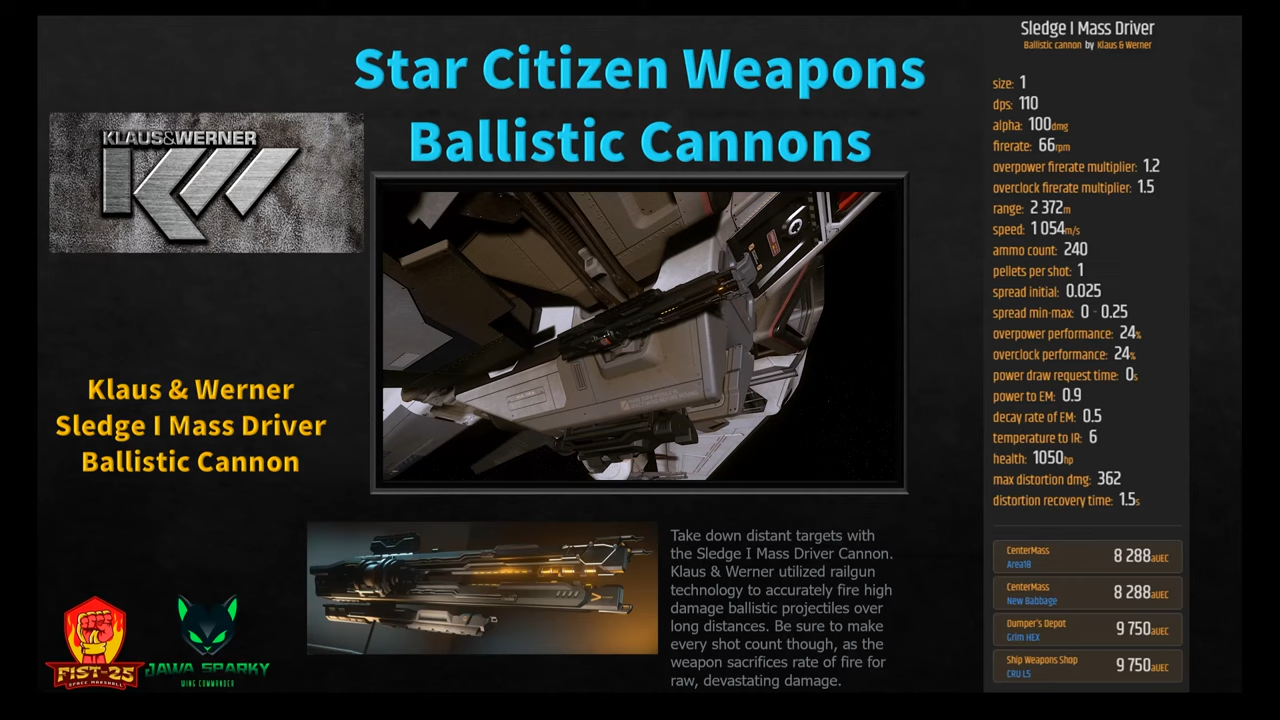 Star Citizen Weapons
Ballistic Cannons
KLAUS&WERNER
Klaus & Werner
Sledge I Mass Driver
Ballistic Cannon
Take down distant targets with
the Sledge I Mass Driver Cannon.
Klaus & Werner utilized railgun
technology to accurately fire high
damage ballistic projectiles over
long distances. Be sure to make
every shot count though, as the
weapon sacrifices rate of fire for
raw, devastating damage.
FIST-25
SPACE MARSHALL
JAWA SPARKY
WING COMMANDER
Sledge I Mass Driver
Ballistic cannon by Klaus & Werner
size: 1
dps: 110
alpha: 100dmg
firerate: 66rpm
overpower firerate multiplier: 1.2
overclock firerate multiplier: 1.5
range: 2 372m
speed: 1 054m/s
ammo count: 240
pellets per shot: 1
spread initial: 0.025
spread min-max: 0 - 0.25
overpower performance: 24%
overclock performance: 24%
power draw request time: 0s
power to EM: 0.9
decay rate of EM: 0.5
temperature to IR: 6
health: 1050hp
max distortion dmg: 362
distortion recovery time: 1.5s
CenterMass
Area18
8 288aUEC
CenterMass
New Babbage
8 288aUEC
Dumper's Depot
Grim HEX
9 750aUEC
Ship Weapons Shop
CRU L5
9 750aUEC